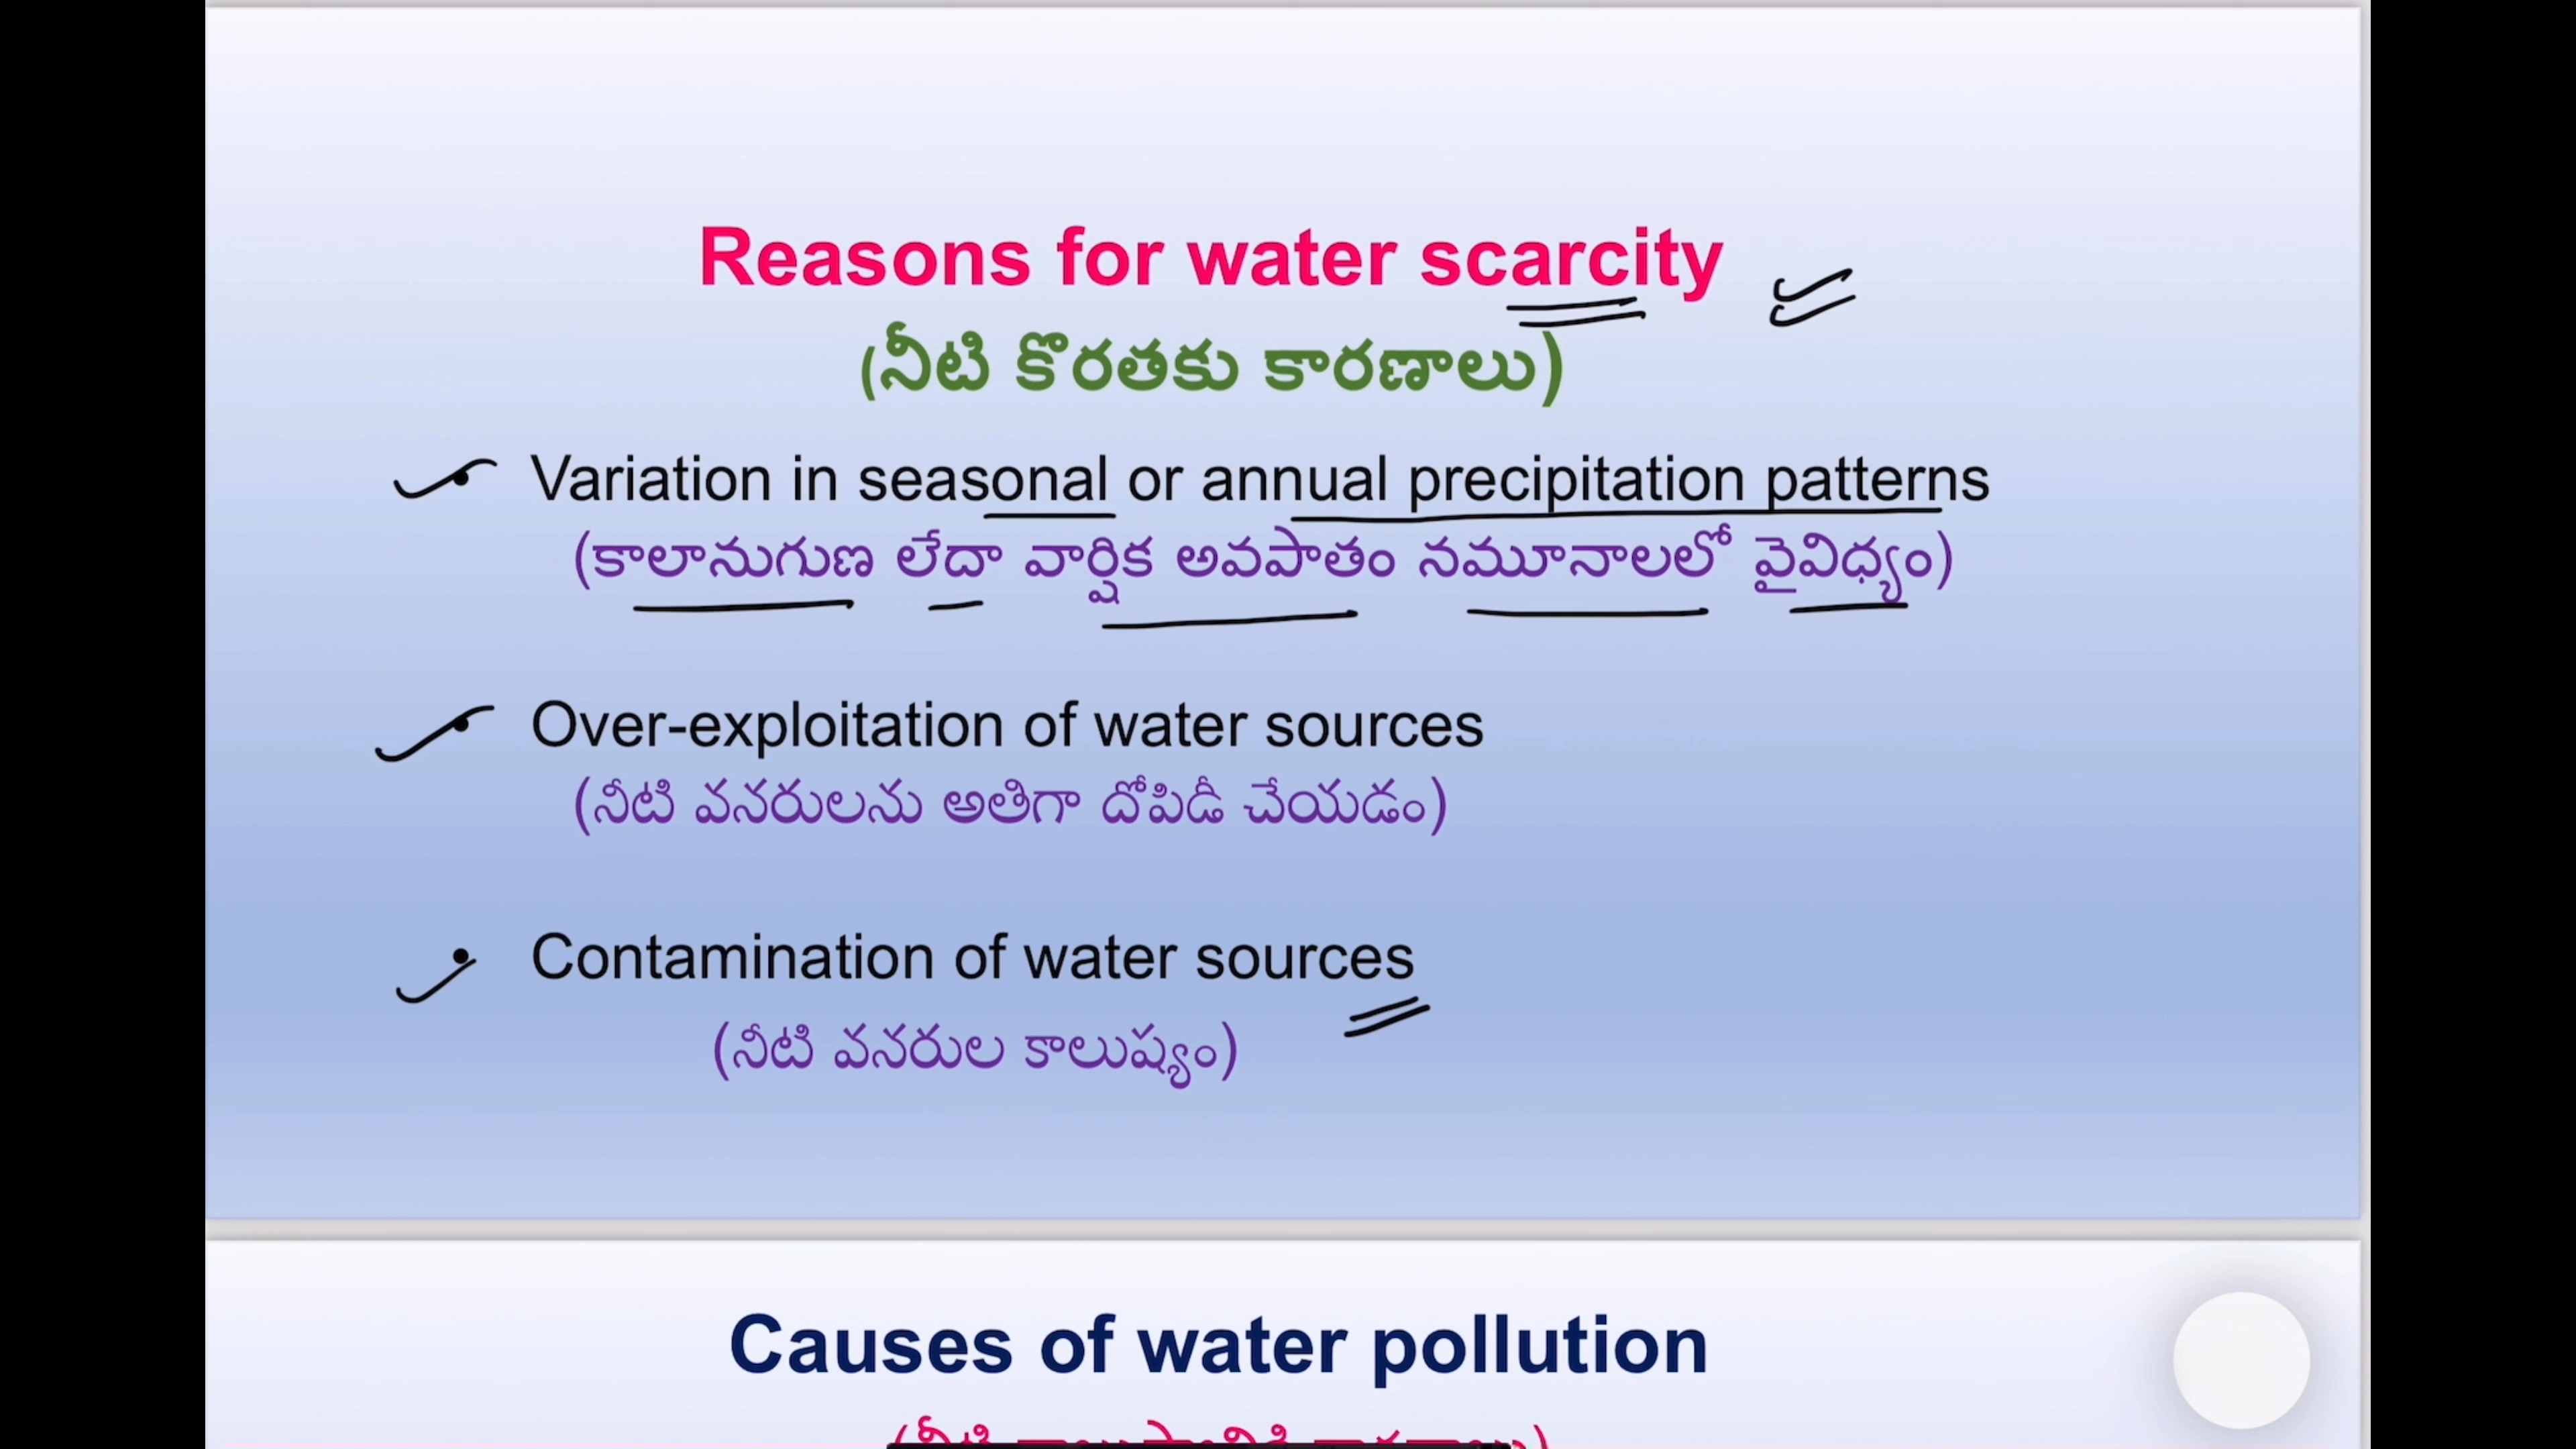 Reasons for water scarcity
(నీటి కొరతకు కారణాలు)
• Variation in seasonal or annual precipitation patterns
(కాలానుగుణ లేదా వార్షిక అవపాతం నమూనాలలో వైవిధ్యం)
• Over-exploitation of water sources
(నీటి వనరులను అతిగా దోపిడీ చేయడం)
• Contamination of water sources
(నీటి వనరుల కాలుష్యం)
Causes of water pollution